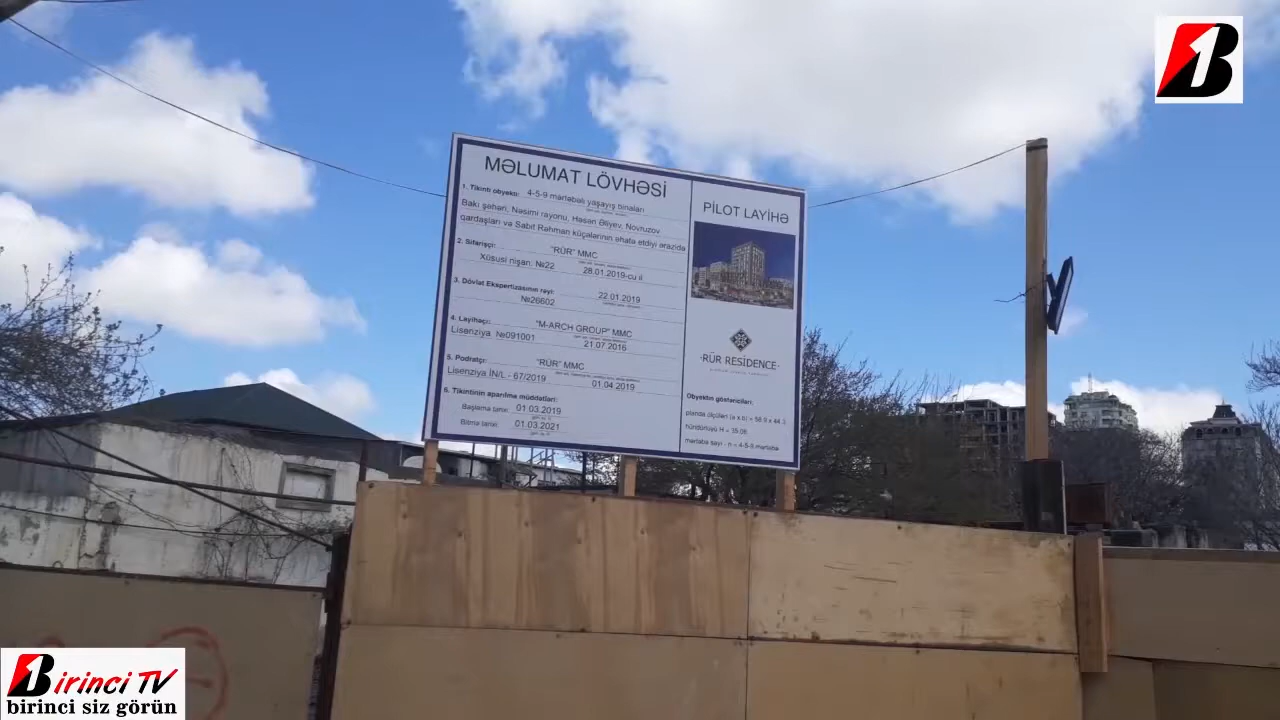 MƏLUMAT LÖVHƏSİ
1. Tikinti obyekti: 4-5-9 mərtəbəli yaşayış binaları
Bakı şəhəri, Nəsimi rayonu, Həsən Əliyev, Novruzov
qardaşları və Sabit Rəhman küçələrinin əhatə etdiyi ərazidə
2. Sifarişçi: "RÜR" MMC
Xüsusi nişan: №22 28.01.2019-cu il
3. Dövlət Ekspertizasının rəyi: 22.01.2019
№26602
4. Layihəçi: "M-ARCH GROUP" MMC
Lisenziya №091001 21.07.2016
5. Podratçı: "RÜR" MMC
Lisenziya İN/L - 67/2019 01.04 2019
6. Tikintinin aparılma müddətləri:
Başlama tarixi: 01.03.2019
Bitmə tarixi: 01.03.2021
PİLOT LAYİHƏ
RÜR RESIDENCE
Obyektin göstəriciləri:
planda ölçüləri (a x b) =
hündürlüyü H =
mərtəbə sayı - n = 4-5-9 mərtəbə
1B
Birinci TV
birinci siz görün